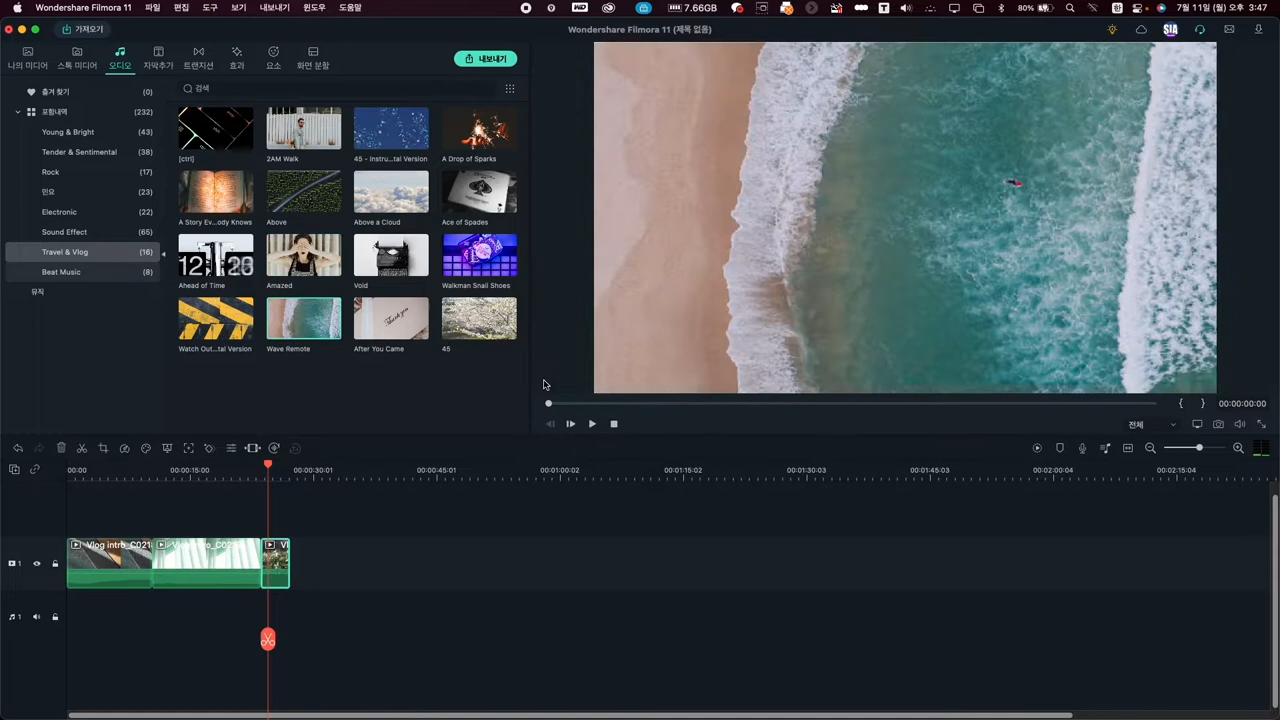 Wondershare Filmora 11 파일 편집 도구 보기 내보내기 윈도우 도움말
7.66GB 80% 7월 11일 (월) 오후 3:47
가져오기
Wondershare Filmora 11 (제목 없음)
SIA
나의 미디어 스톡 미디어 오디오 자막추가 트랜지션 효과 요소 화면 분할
내보내기
즐겨 찾기 (0)
검색
포함내역 (232)
Young & Bright (43)
Tender & Sentimental (38)
Rock (17)
민요 (23)
Electronic (22)
Sound Effect (65)
Travel & Vlog (16)
Beat Music (8)
뮤직
[ctrl] 2AM Walk 45 - Instru...tal Version A Drop of Sparks
A Story Ev...ody Knows Above Above a Cloud Ace of Spades
Ahead of Time Amazed Void Walkman Snail Shoes
Watch Out...tal Version Wave Remote After You Came 45
00:00:00:00
전체
00:00 00:00:15:00 00:00:30:01 00:00:45:01 00:01:00:02 00:01:15:02 00:01:30:03 00:01:45:03 00:02:00:04 00:02:15:04
Vlog intro_C021
1
1